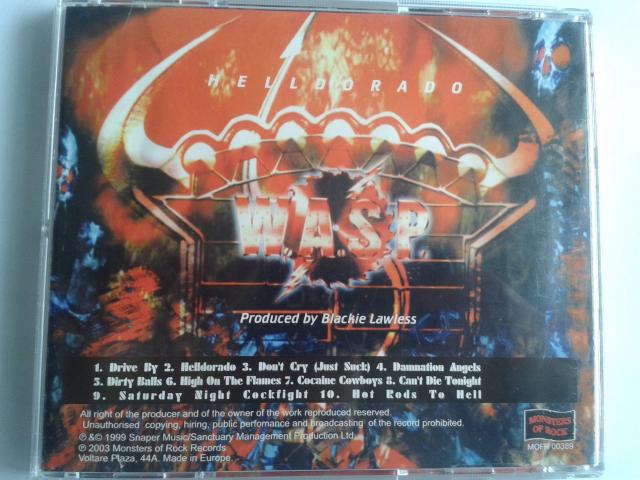 HELLDORADO
W.A.S.P.
Produced by Blackie Lawless
1. Drive By 2. Helldorado 3. Don't Cry (Just Suck) 4. Damnation Angels
5. Dirty Balls 6. High On The Flames 7. Cocaine Cowboys 8. Can't Die Tonight
9. Saturday Night Cockfight 10. Hot Rods To Hell
All right of the producer and of the owner of the work reproduced reserved.
Unauthorised copying, hiring, public performance and broadcasting of the record prohibited.
℗ &© 1999 Snaper Music/Sanctuary Management Production Ltd.
℗ 2003 Monsters of Rock Records
Voltare Plaza, 44A. Made in Europe.
MONSTERS
OF ROCK
MOFR 00389